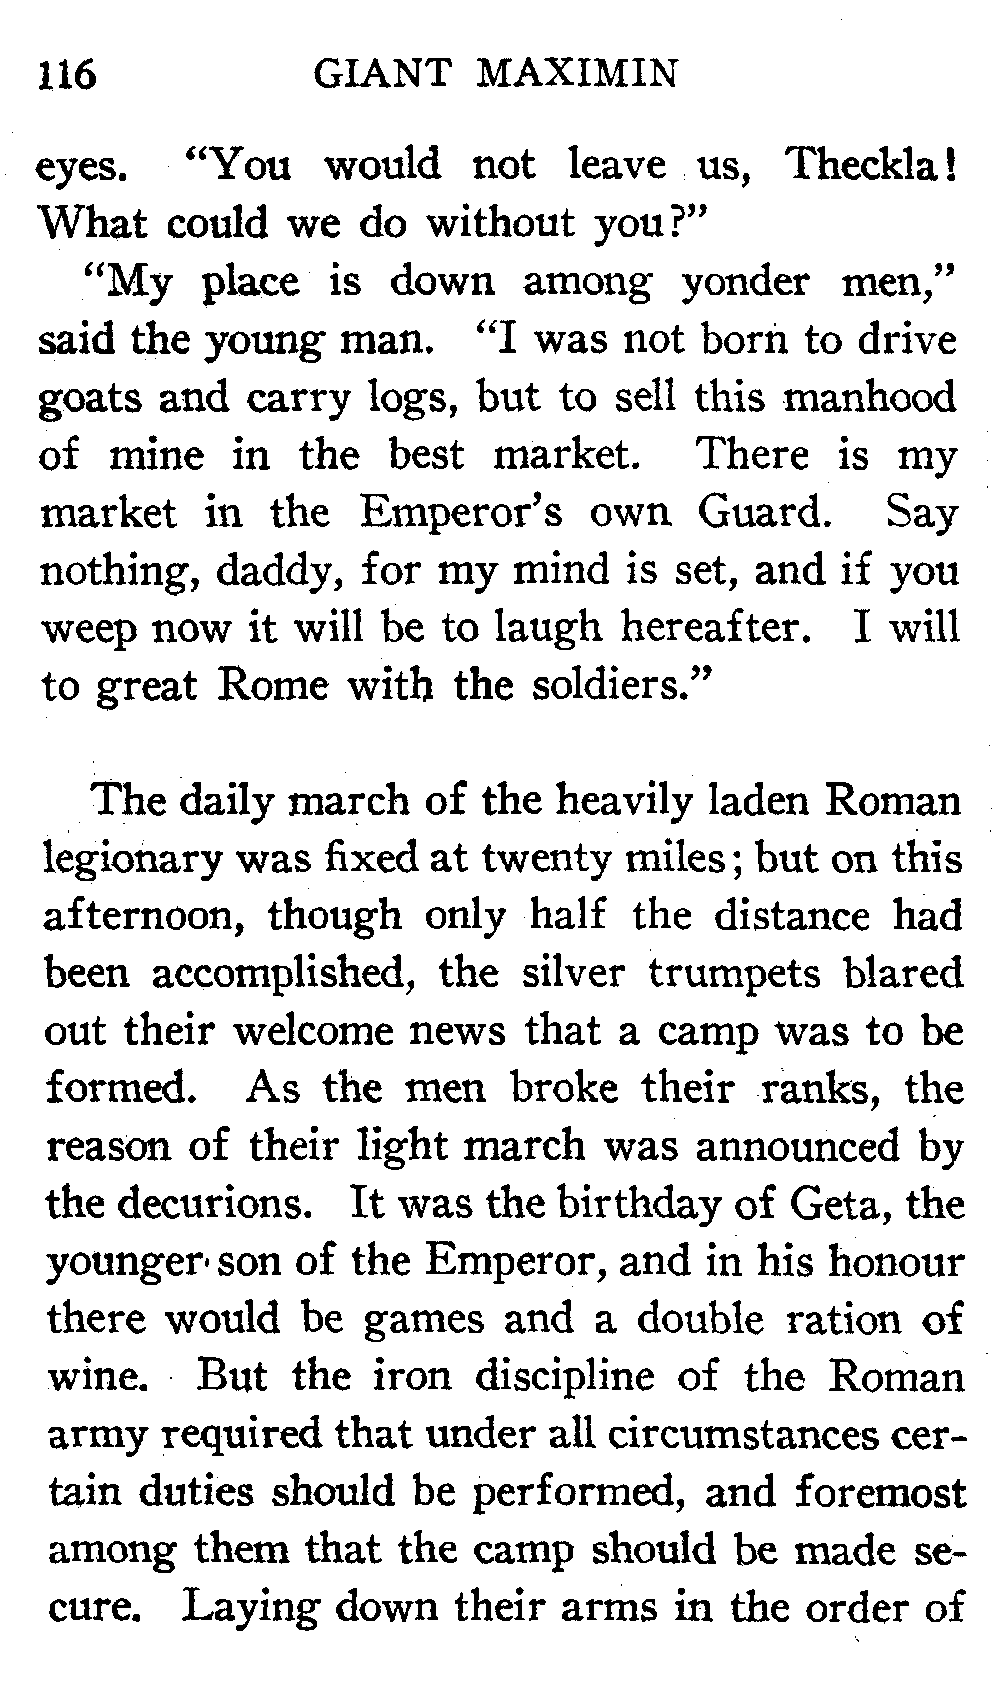 116 GIANT MAXIMIN
eyes. “You would not leave us, Theckla!
What could we do without you?”
“My place is down among yonder men,”
said the young man. “I was not born to drive
goats and carry logs, but to sell this manhood
of mine in the best market. There is my
market in the Emperor’s own Guard. Say
nothing, daddy, for my mind is set, and if you
weep now it will be to laugh hereafter. I will
to great Rome with the soldiers.”
The daily march of the heavily laden Roman
legionary was fixed at twenty miles; but on this
afternoon, though only half the distance had
been accomplished, the silver trumpets blared
out their welcome news that a camp was to be
formed. As the men broke their ranks, the
reason of their light march was announced by
the decurions. It was the birthday of Geta, the
younger son of the Emperor, and in his honour
there would be games and a double ration of
wine. But the iron discipline of the Roman
army required that under all circumstances cer-
tain duties should be performed, and foremost
among them that the camp should be made se-
cure. Laying down their arms in the order of